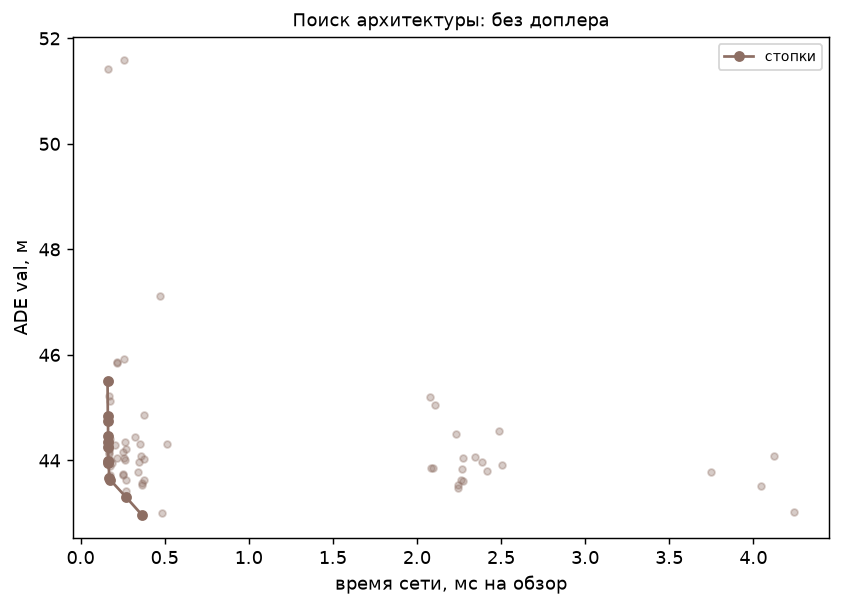 Поиск архитектуры: без доплера
стопки
ADE val, м
52
50
48
46
44
0.0 0.5 1.0 1.5 2.0 2.5 3.0 3.5 4.0
время сети, мс на обзор